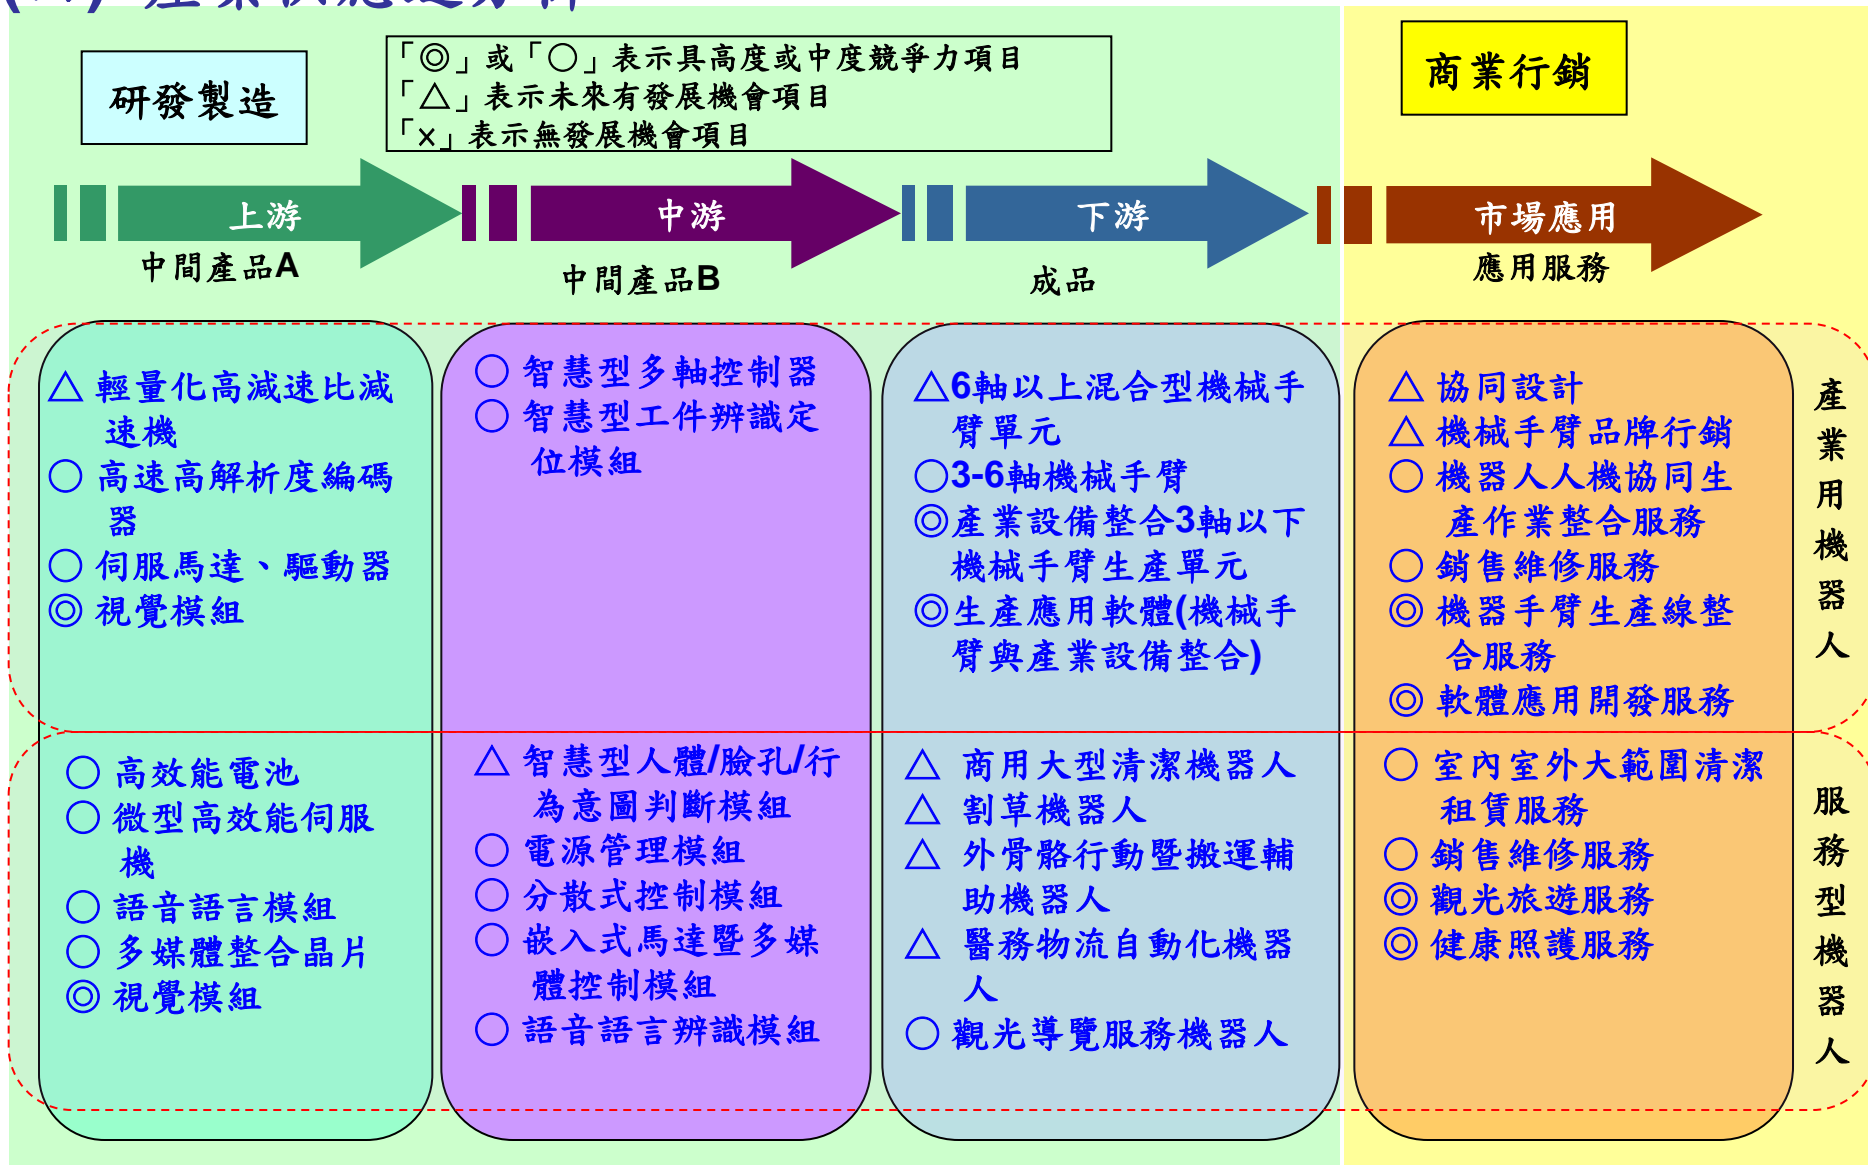 研發製造
「◎」或「○」表示具高度或中度競爭力項目
「△」表示未來有發展機會項目
「×」表示無發展機會項目
商業行銷
上游
中游
下游
市場應用
中間產品A
中間產品B
成品
應用服務
△ 輕量化高減速比減
速機
○ 高速高解析度編碼
器
○ 伺服馬達、驅動器
◎ 視覺模組
○ 智慧型多軸控制器
○ 智慧型工件辨識定
位模組
△6軸以上混合型機械手
臂單元
○3-6軸機械手臂
◎產業設備整合3軸以下
機械手臂生產單元
◎生產應用軟體(機械手
臂與產業設備整合)
△ 協同設計
△ 機械手臂品牌行銷
○ 機器人人機協同生
產作業整合服務
○ 銷售維修服務
◎ 機器手臂生產線整
合服務
◎ 軟體應用開發服務
產業用機器人
○ 高效能電池
○ 微型高效能伺服
機
○ 語音語言模組
○ 多媒體整合晶片
◎ 視覺模組
△ 智慧型人體/臉孔/行
為意圖判斷模組
○ 電源管理模組
○ 分散式控制模組
○ 嵌入式馬達暨多媒
體控制模組
○ 語音語言辨識模組
△ 商用大型清潔機器人
△ 割草機器人
△ 外骨骼行動暨搬運輔
助機器人
△ 醫務物流自動化機器
人
○ 觀光導覽服務機器人
○ 室內室外大範圍清潔
租賃服務
○ 銷售維修服務
◎ 觀光旅遊服務
◎ 健康照護服務
服務型機器人